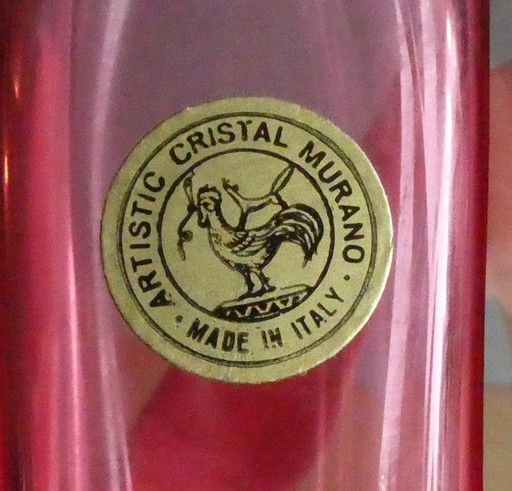 ARTISTIC CRISTAL MURANO
• MADE IN ITALY •